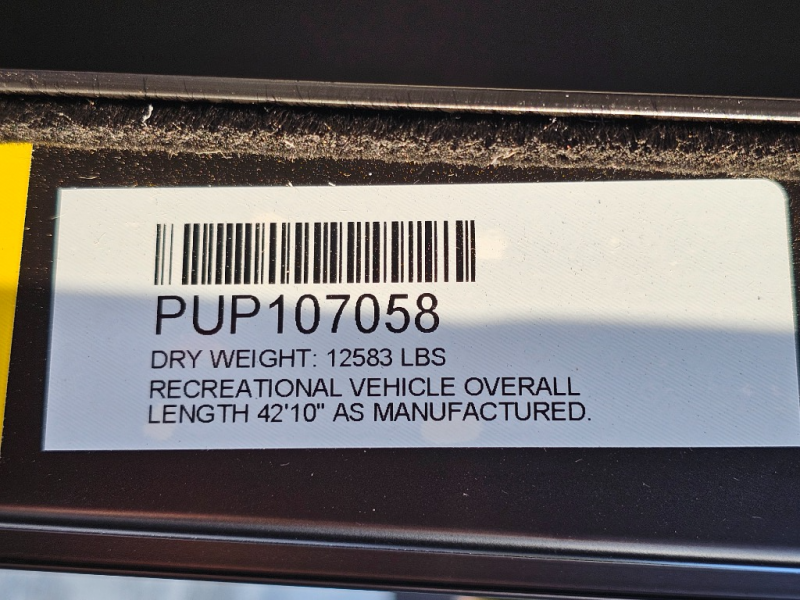 PUP107058
DRY WEIGHT: 12583 LBS
RECREATIONAL VEHICLE OVERALL
LENGTH 42'10" AS MANUFACTURED.